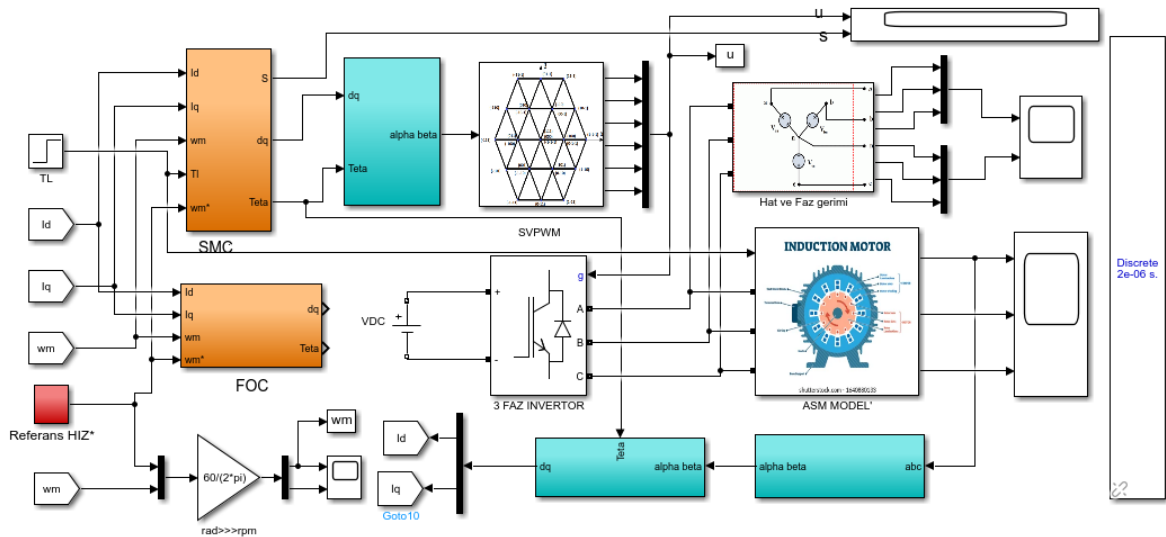 u
s
Id
Iq
wm
Tl
wm*
S
dq
Teta
SMC
dq
Teta
alpha beta
SVPWM
u
Hat ve Faz gerimi
TL
Id
Iq
wm
Id
Iq
wm
wm*
dq
Teta
FOC
VDC
+
+
-
g
A
B
C
3 FAZ INVERTOR
INDUCTION MOTOR
shutterstock.com · 1640880133
ASM MODEL'
Discrete
2e-06 s.
Referans HIZ*
wm
60/(2*pi)
rad>>>rpm
wm
Id
Iq
Goto10
Teta
dq
alpha beta
alpha beta
abc